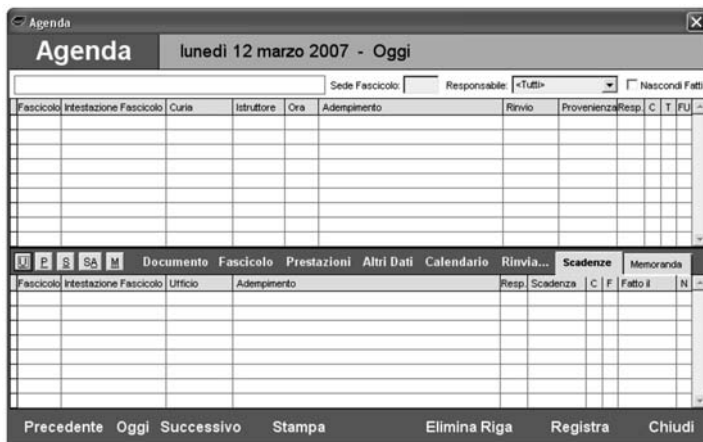 Agenda
Agenda lunedì 12 marzo 2007 - Oggi
Sede Fascicolo: Responsabile: <Tutti> Nascondi Fatti
Fascicolo Intestazione Fascicolo Curia Istruttore Ora Adempimento Rinvio Provenienza Resp. C T FU
U P S SA M Documento Fascicolo Prestazioni Altri Dati Calendario Rinvia... Scadenze Memoranda
Fascicolo Intestazione Fascicolo Ufficio Adempimento Resp. Scadenza C F Fatto il N
Precedente Oggi Successivo Stampa Elimina Riga Registra Chiudi